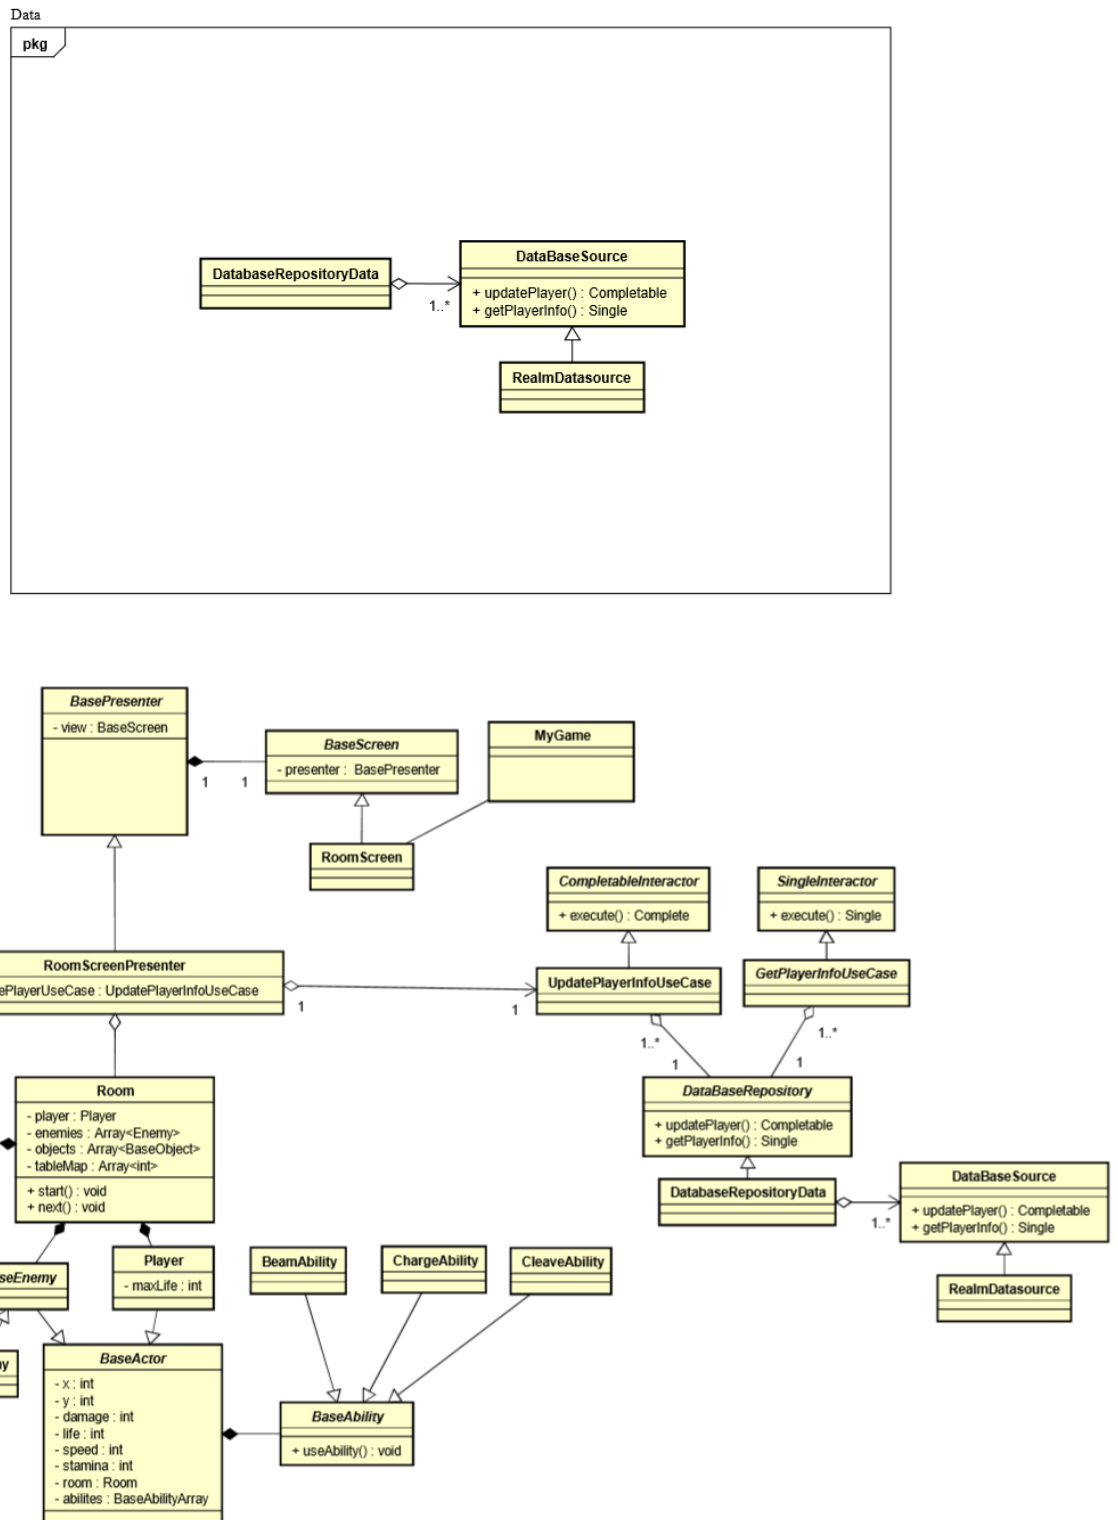 Data
pkg
DatabaseRepositoryData
1..*
DataBaseSource
+ updatePlayer() : Completable
+ getPlayerInfo() : Single
RealmDatasource
BasePresenter
- view : BaseScreen
1
1
BaseScreen
- presenter : BasePresenter
MyGame
RoomScreen
CompletableInteractor
+ execute() : Complete
SingleInteractor
+ execute() : Single
RoomScreenPresenter
ePlayerUseCase : UpdatePlayerInfoUseCase
1
1
UpdatePlayerInfoUseCase
GetPlayerInfoUseCase
1..*
1
1..*
1
Room
- player : Player
- enemies : Array<Enemy>
- objects : Array<BaseObject>
- tableMap : Array<int>
+ start() : void
+ next() : void
DataBaseRepository
+ updatePlayer() : Completable
+ getPlayerInfo() : Single
DatabaseRepositoryData
1..*
DataBaseSource
+ updatePlayer() : Completable
+ getPlayerInfo() : Single
RealmDatasource
seEnemy
Player
- maxLife : int
BeamAbility
ChargeAbility
CleaveAbility
ny
BaseActor
- x : int
- y : int
- damage : int
- life : int
- speed : int
- stamina : int
- room : Room
- abilites : BaseAbilityArray
BaseAbility
+ useAbility() : void